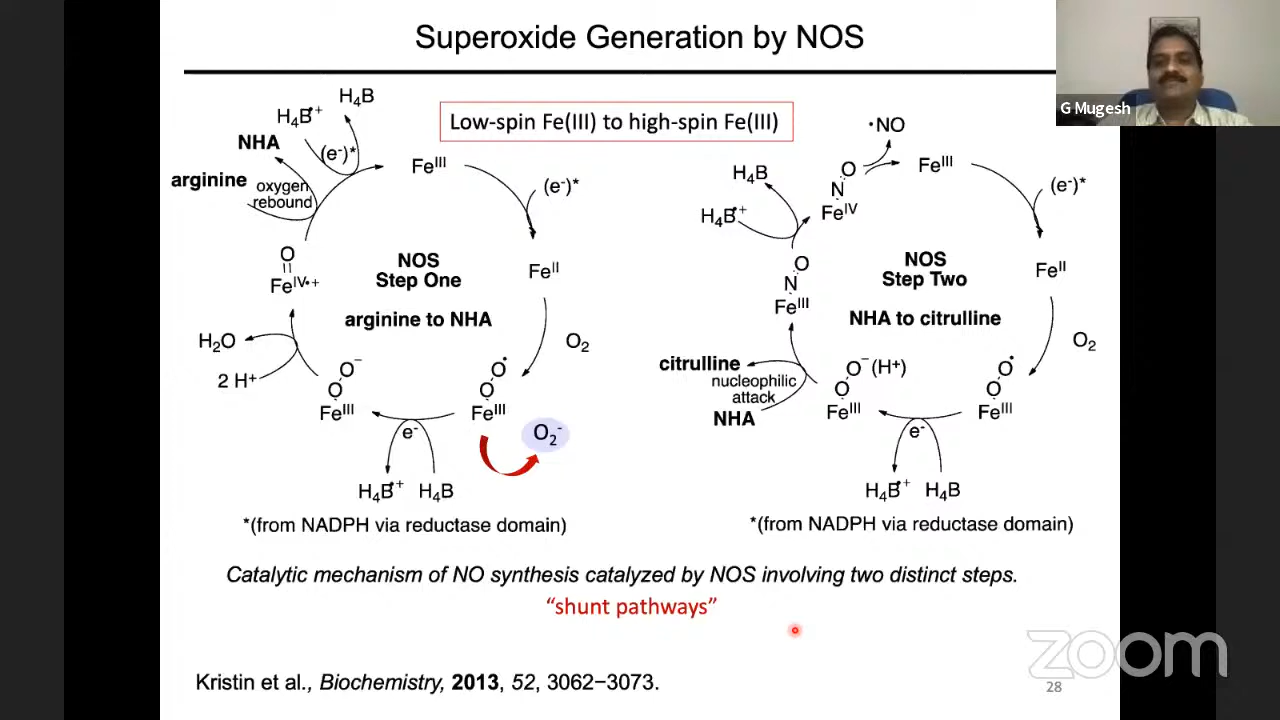 Superoxide Generation by NOS
G Mugesh
Low-spin Fe(III) to high-spin Fe(III)
H₄B
H₄B•⁺
NHA
(e⁻)*
arginine
oxygen
rebound
Feᴵᴵᴵ
(e⁻)*
O
Feᴵⱽ•+
NOS
Step One
Feᴵᴵ
arginine to NHA
H₂O
2 H⁺
O₂
O⁻
O
Feᴵᴵᴵ
O•
O
Feᴵᴵᴵ
O₂⁻
e⁻
H₄B•⁺ H₄B
*(from NADPH via reductase domain)
•NO
H₄B
H₄B•⁺
O
N
Feᴵⱽ
Feᴵᴵᴵ
(e⁻)*
O
N
Feᴵᴵᴵ
NOS
Step Two
Feᴵᴵ
NHA to citrulline
O₂
citrulline
nucleophilic
attack
NHA
O⁻(H⁺)
O
Feᴵᴵᴵ
O•
O
Feᴵᴵᴵ
e⁻
H₄B•⁺ H₄B
*(from NADPH via reductase domain)
Catalytic mechanism of NO synthesis catalyzed by NOS involving two distinct steps.
“shunt pathways”
zoom
Kristin et al., Biochemistry, 2013, 52, 3062−3073.
28